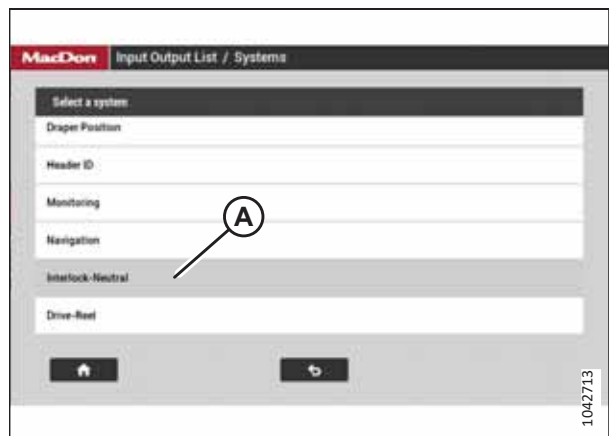 MacDon Input Output List / Systems
Select a system
Draper Position
Header ID
Monitoring
A
Navigation
Interlock-Neutral
Drive-Reel
1042713